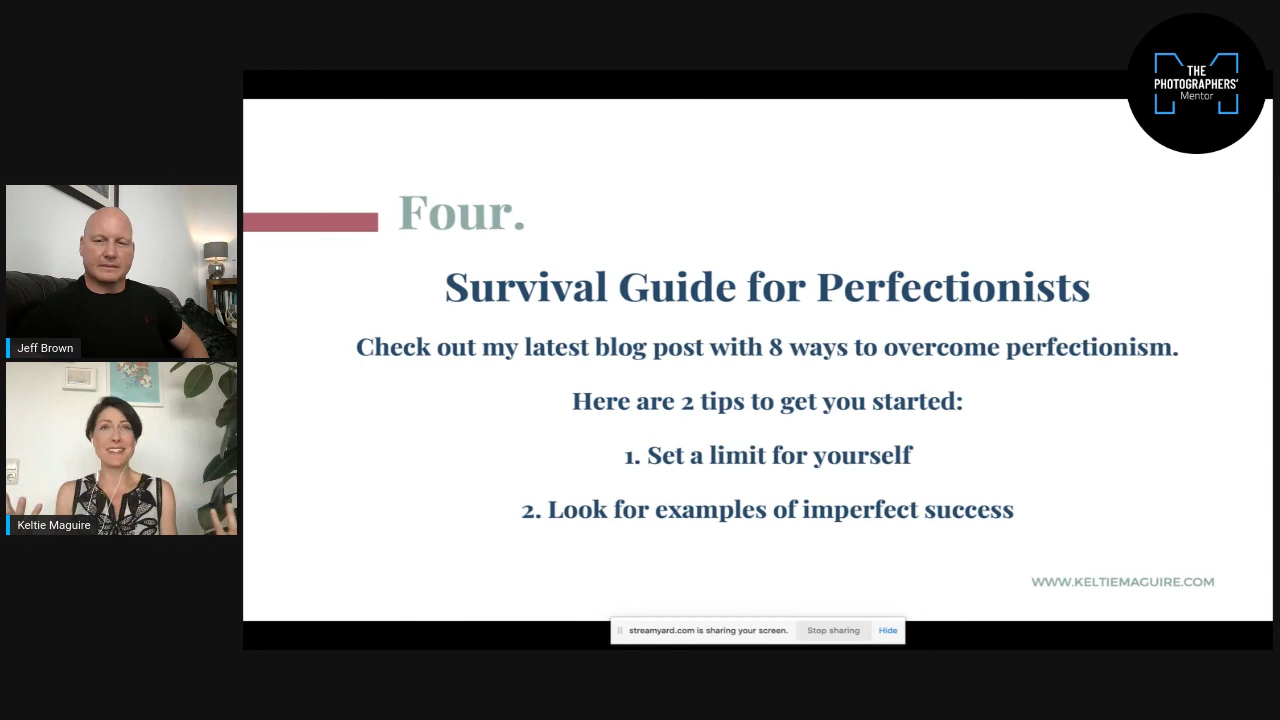 THE
PHOTOGRAPHERS'
Mentor
Four.
Survival Guide for Perfectionists
Check out my latest blog post with 8 ways to overcome perfectionism.
Here are 2 tips to get you started:
1. Set a limit for yourself
2. Look for examples of imperfect success
WWW.KELTIEMAGUIRE.COM
streamyard.com is sharing your screen. Stop sharing Hide
Jeff Brown
Keltie Maguire